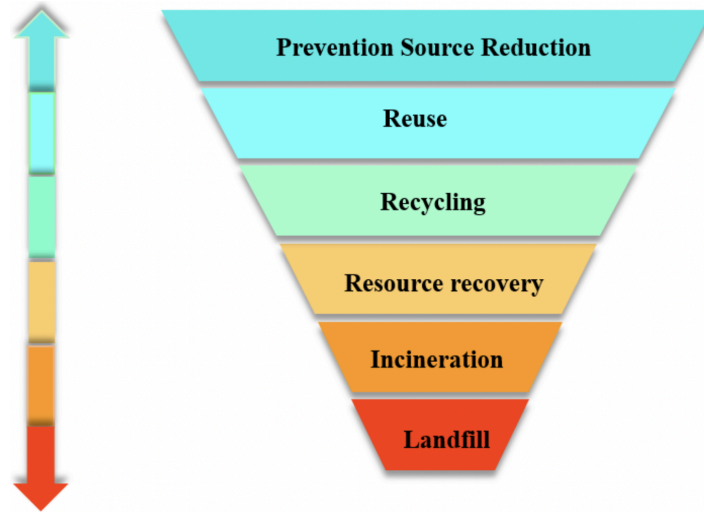 Prevention Source Reduction
Reuse
Recycling
Resource recovery
Incineration
Landfill